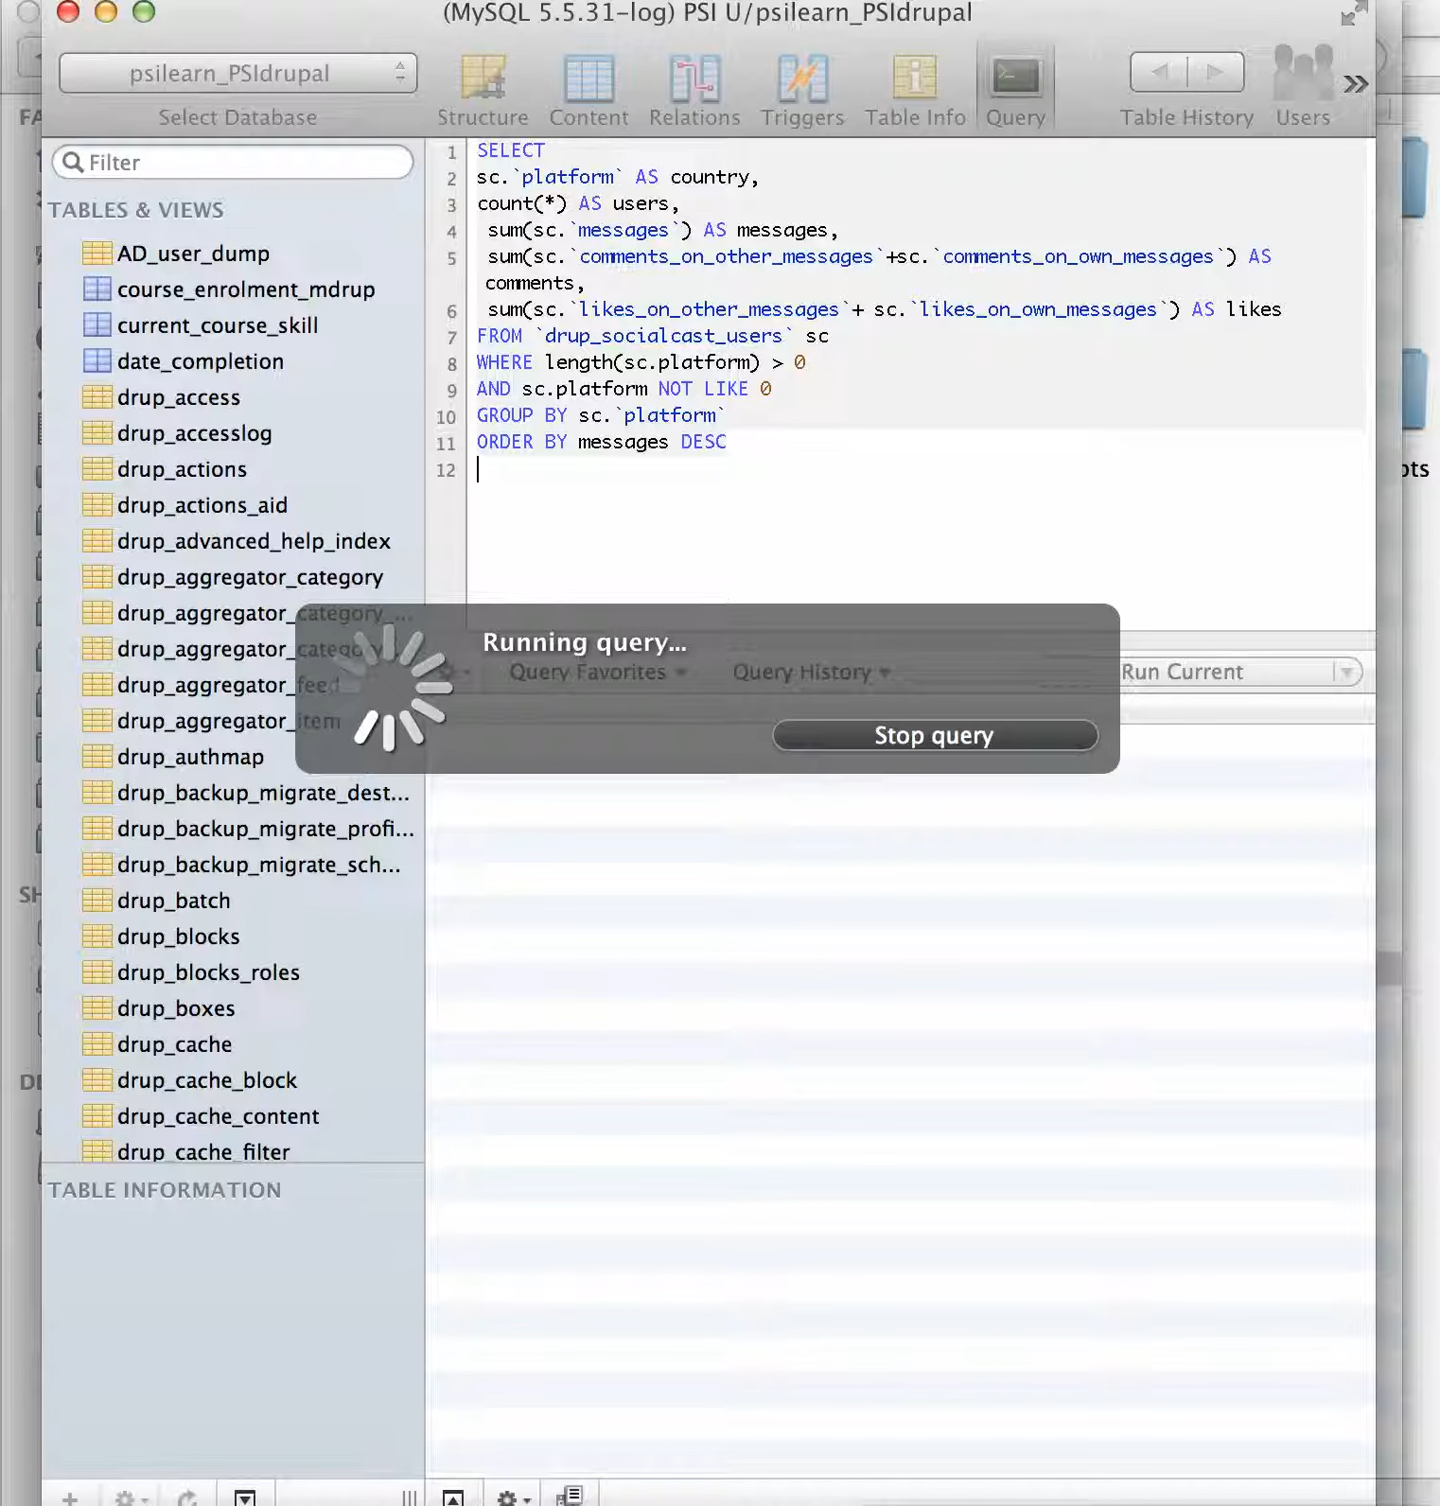 (MySQL 5.5.31-log) PSI U/psilearn_PSIdrupal
psilearn_PSIdrupal
Select Database
Structure
Content
Relations
Triggers
Table Info
Query
Table History
Users
FA
Filter
TABLES & VIEWS
AD_user_dump
course_enrolment_mdrup
current_course_skill
date_completion
drup_access
drup_accesslog
drup_actions
drup_actions_aid
drup_advanced_help_index
drup_aggregator_category
drup_aggregator_category_...
drup_aggregator_category_...
drup_aggregator_feed
drup_aggregator_item
drup_authmap
drup_backup_migrate_dest...
drup_backup_migrate_profi...
drup_backup_migrate_sch...
SH
drup_batch
drup_blocks
drup_blocks_roles
drup_boxes
drup_cache
drup_cache_block
drup_cache_content
drup_cache_filter
TABLE INFORMATION
1 SELECT
2 sc.`platform` AS country,
3 count(*) AS users,
4 sum(sc.`messages`) AS messages,
5 sum(sc.`comments_on_other_messages`+sc.`comments_on_own_messages`) AS
comments,
6 sum(sc.`likes_on_other_messages`+ sc.`likes_on_own_messages`) AS likes
7 FROM `drup_socialcast_users` sc
8 WHERE length(sc.platform) > 0
9 AND sc.platform NOT LIKE 0
10 GROUP BY sc.`platform`
11 ORDER BY messages DESC
12
Running query...
Query Favorites
Query History
Run Current
Stop query